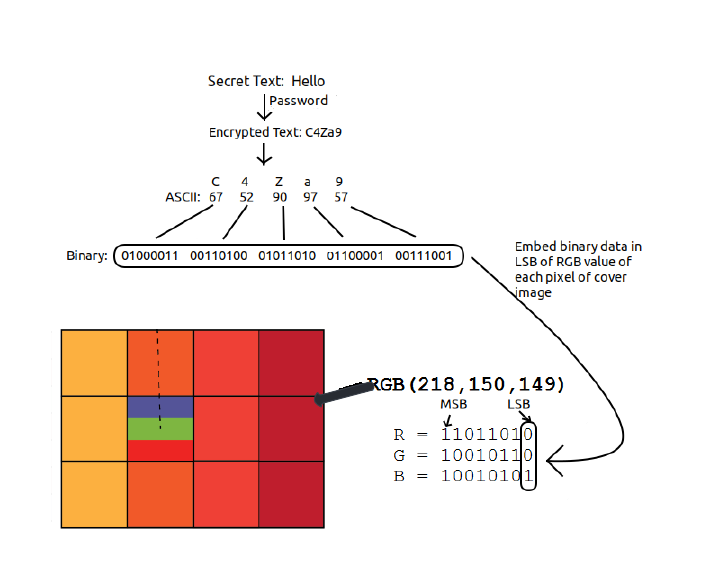 Secret Text: Hello
Password
Encrypted Text: C4Za9
C 4 Z a 9
ASCII: 67 52 90 97 57
Binary: 01000011 00110100 01011010 01100001 00111001
Embed binary data in
LSB of RGB value of
each pixel of cover
image
RGB(218,150,149)
MSB LSB
R = 11011010
G = 10010110
B = 10010101